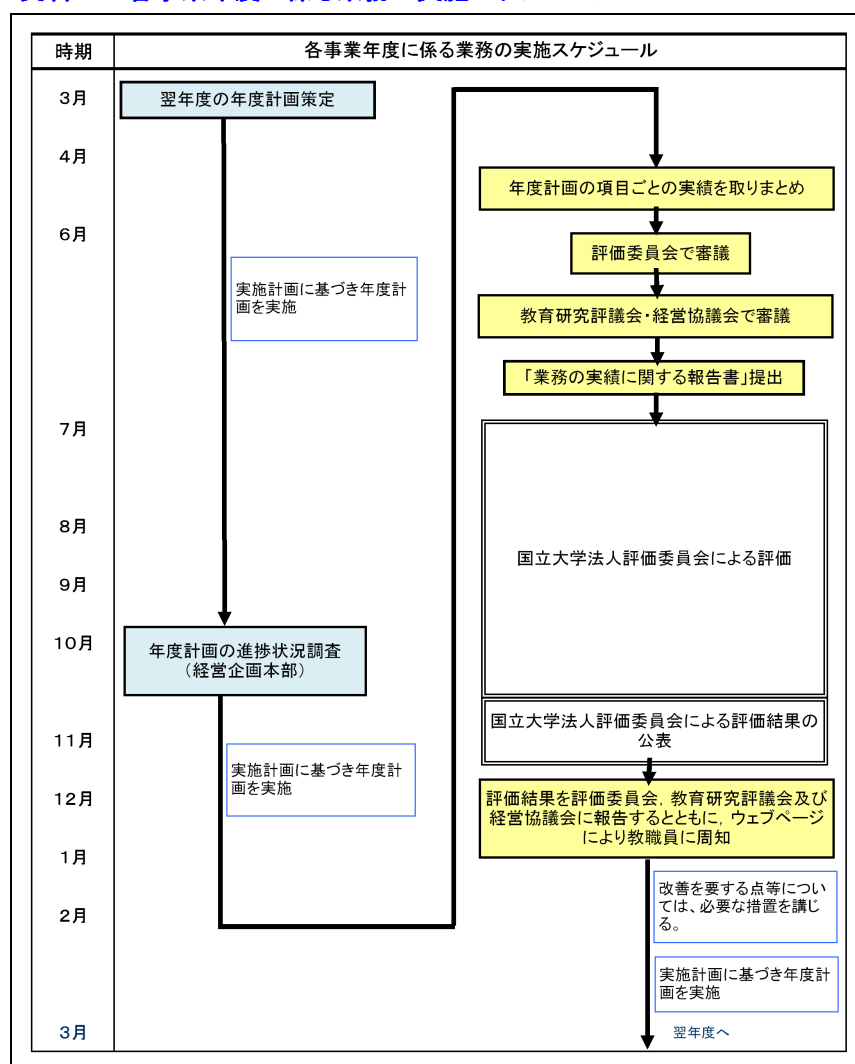 時期
各事業年度に係る業務の実施スケジュール
3月
翌年度の年度計画策定
4月
年度計画の項目ごとの実績を取りまとめ
6月
評価委員会で審議
実施計画に基づき年度計
画を実施
教育研究評議会・経営協議会で審議
「業務の実績に関する報告書」提出
7月
8月
国立大学法人評価委員会による評価
9月
10月
年度計画の進捗状況調査
（経営企画本部）
国立大学法人評価委員会による評価結果の
公表
11月
実施計画に基づき年度計
画を実施
12月
評価結果を評価委員会，教育研究評議会及び
経営協議会に報告するとともに，ウェブページ
により教職員に周知
1月
改善を要する点等につい
ては、必要な措置を講じ
る。
2月
実施計画に基づき年度計
画を実施
3月
翌年度へ